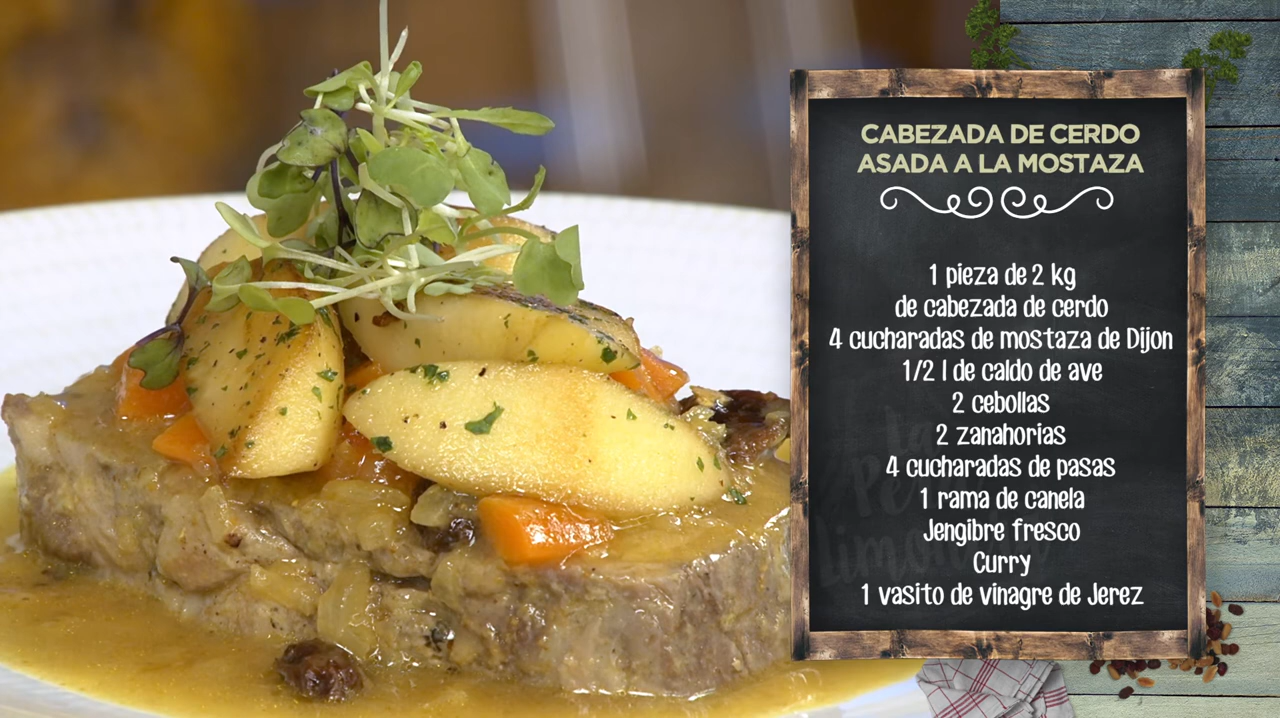 CABEZADA DE CERDO
ASADA A LA MOSTAZA
1 pieza de 2 kg
de cabezada de cerdo
4 cucharadas de mostaza de Dijon
1/2 l de caldo de ave
2 cebollas
2 zanahorias
4 cucharadas de pasas
1 rama de canela
Jengibre fresco
Curry
1 vasito de vinagre de Jerez